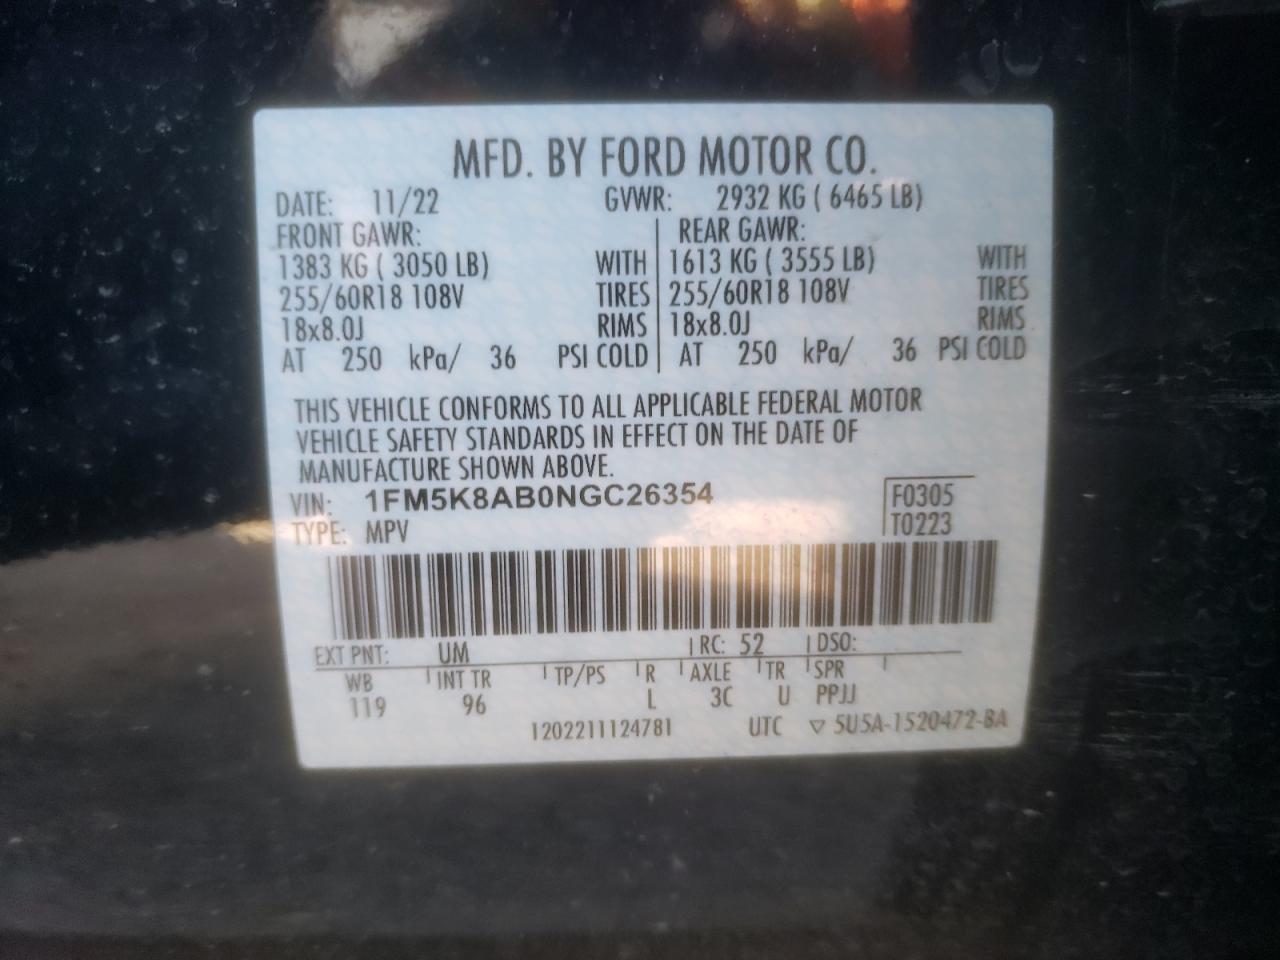 MFD. BY FORD MOTOR CO.
DATE: 11/22 GVWR: 2932 KG ( 6465 LB)
FRONT GAWR: REAR GAWR:
1383 KG ( 3050 LB) WITH 1613 KG ( 3555 LB) WITH
255/60R18 108V TIRES 255/60R18 108V TIRES
18x8.0J RIMS 18x8.0J RIMS
AT 250 kPa/ 36 PSI COLD AT 250 kPa/ 36 PSI COLD
THIS VEHICLE CONFORMS TO ALL APPLICABLE FEDERAL MOTOR
VEHICLE SAFETY STANDARDS IN EFFECT ON THE DATE OF
MANUFACTURE SHOWN ABOVE.
VIN: 1FM5K8AB0NGC26354 F0305
TYPE: MPV T0223
EXT PNT: UM RC: 52 DSO:
WB INT TR TP/PS R AXLE TR SPR
119 96 L 3C U PPJJ
1202211124781 UTC ▽ 5U5A-1520472-BA